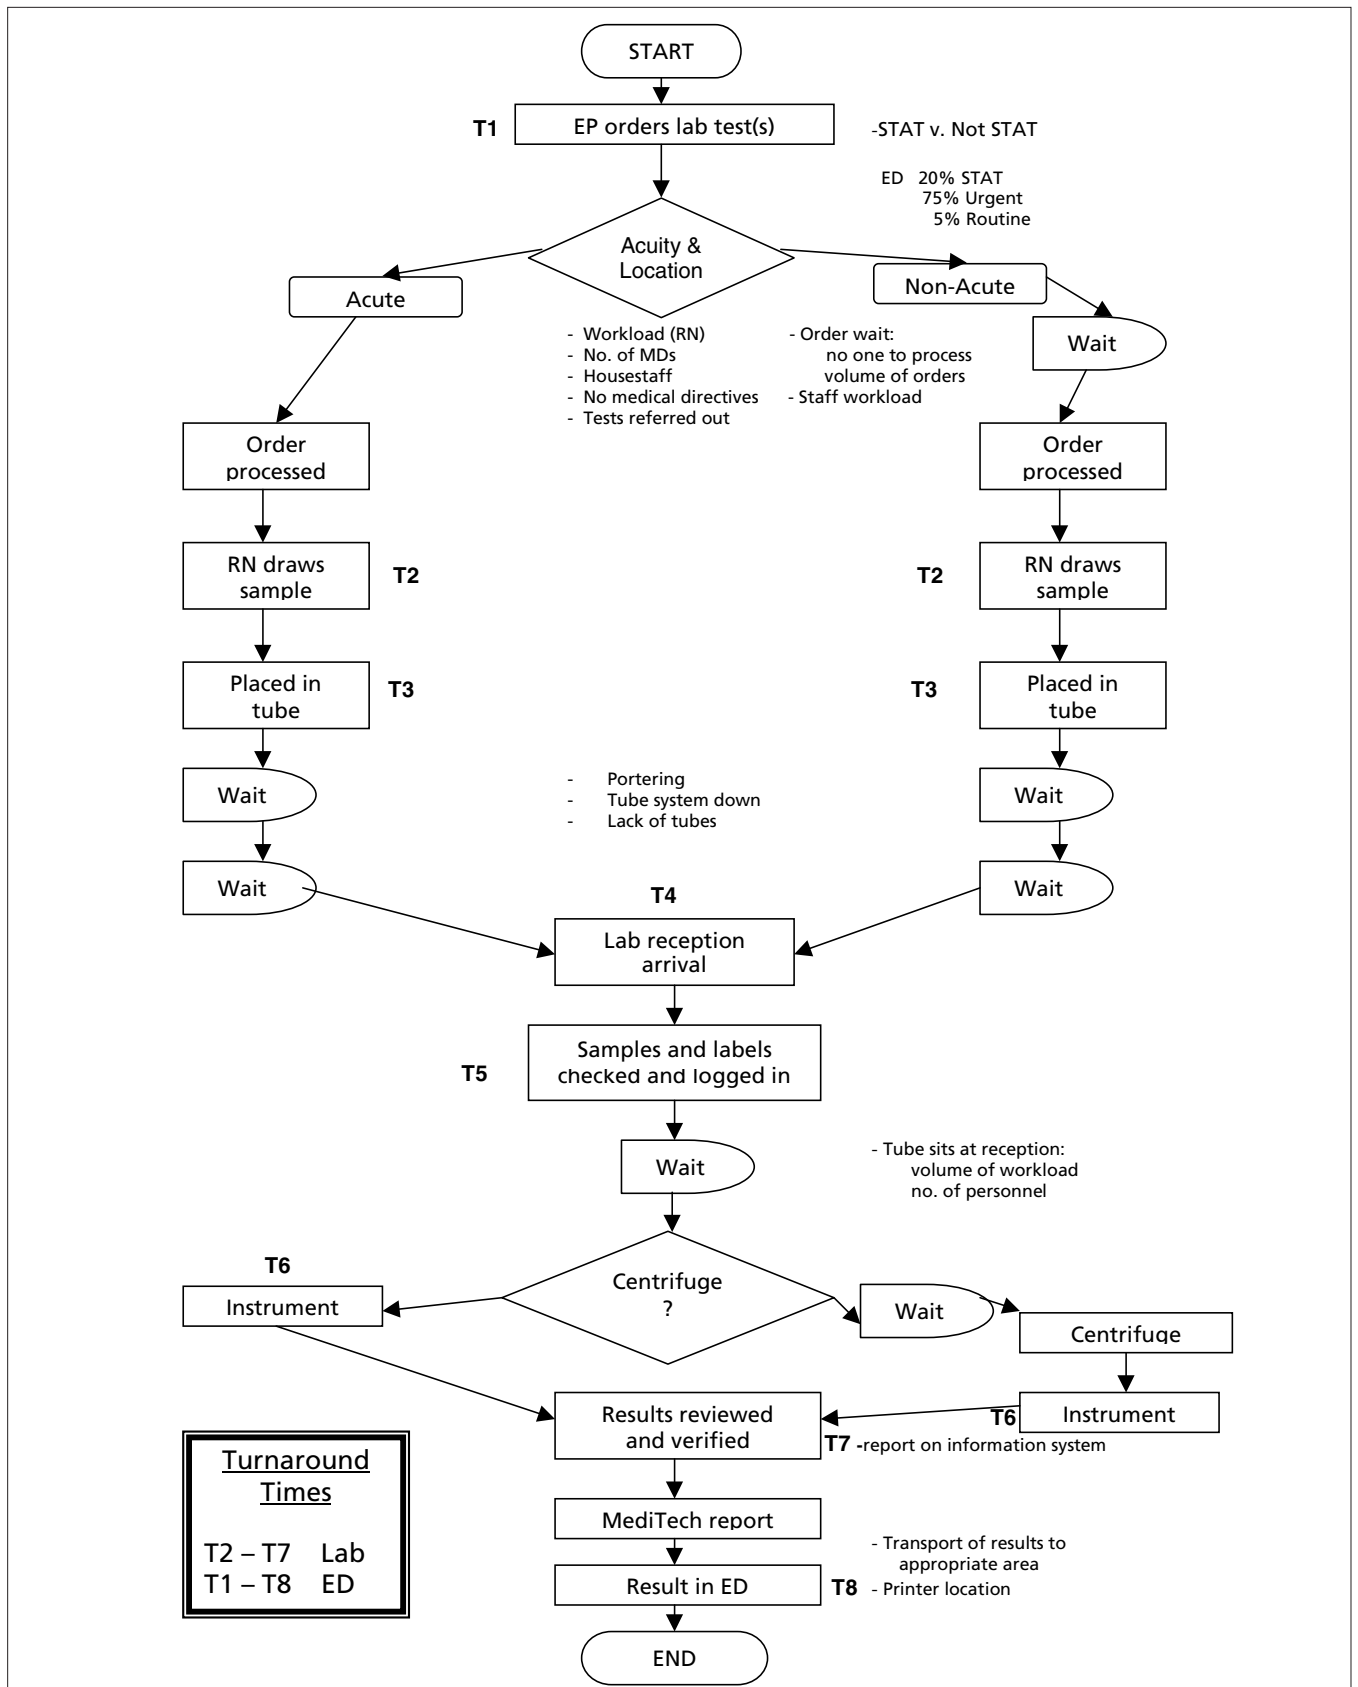 START
T1
EP orders lab test(s)
-STAT v. Not STAT
ED 20% STAT
75% Urgent
5% Routine
Acuity &
Location
Acute
Non-Acute
Wait
- Workload (RN)
- No. of MDs
- Housestaff
- No medical directives
- Tests referred out
- Order wait:
no one to process
volume of orders
- Staff workload
Order
processed
Order
processed
RN draws
sample
T2
T2
RN draws
sample
Placed in
tube
T3
T3
Placed in
tube
Wait
- Portering
- Tube system down
- Lack of tubes
Wait
Wait
Wait
T4
Lab reception
arrival
T5
Samples and labels
checked and logged in
Wait
- Tube sits at reception:
volume of workload
no. of personnel
T6
Instrument
Centrifuge
?
Wait
Centrifuge
T6
Instrument
Results reviewed
and verified
T7 -report on information system
Turnaround
Times
T2 – T7 Lab
T1 – T8 ED
MediTech report
- Transport of results to
appropriate area
Result in ED
T8 - Printer location
END